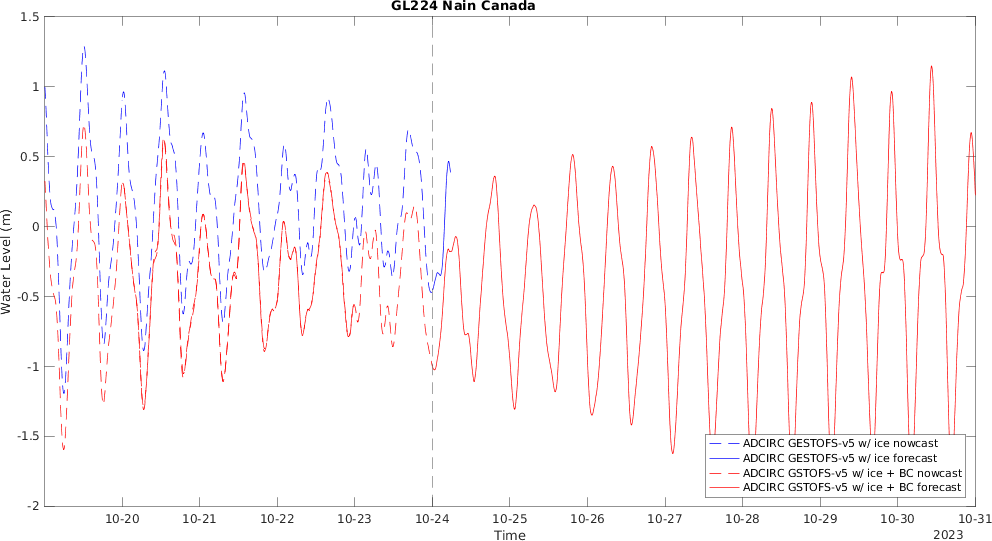 GL224 Nain Canada
1.5
1
0.5
0
-0.5
-1
-1.5
-2
Water Level (m)
10-20 10-21 10-22 10-23 10-24 10-25 10-26 10-27 10-28 10-29 10-30 10-31
Time
2023
ADCIRC GESTOFS-v5 w/ ice nowcast
ADCIRC GESTOFS-v5 w/ ice forecast
ADCIRC GSTOFS-v5 w/ ice + BC nowcast
ADCIRC GSTOFS-v5 w/ ice + BC forecast